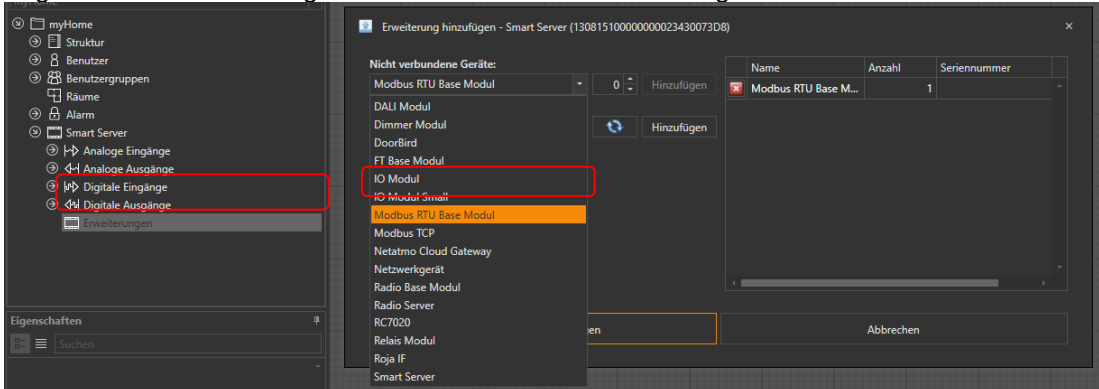 myHome
Struktur
Benutzer
Benutzergruppen
Räume
Alarm
Smart Server
Analoge Eingänge
Analoge Ausgänge
Digitale Eingänge
Digitale Ausgänge
Erweiterungen
Eigenschaften
Suchen
Erweiterung hinzufügen - Smart Server (130815100000000023430073D8)
Nicht verbundene Geräte:
Modbus RTU Base Modul 0 Hinzufügen
Hinzufügen
DALI Modul
Dimmer Modul
DoorBird
FT Base Modul
IO Modul
IO Modul Small
Modbus RTU Base Modul
Modbus TCP
Netatmo Cloud Gateway
Netzwerkgerät
Radio Base Modul
Radio Server
RC7020
Relais Modul
Roja IF
Smart Server
Name Anzahl Seriennummer
Modbus RTU Base M... 1
en Abbrechen